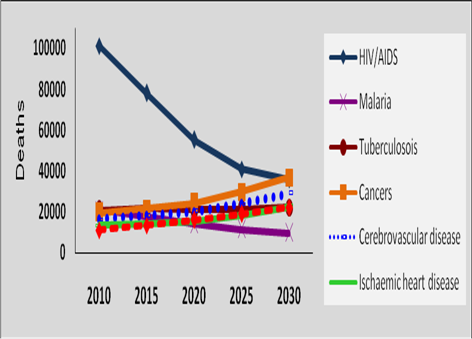 Deaths
100000
80000
60000
40000
20000
0
2010 2015 2020 2025 2030
HIV/AIDS
Malaria
Tuberculosois
Cancers
Cerebrovascular disease
Ischaemic heart disease